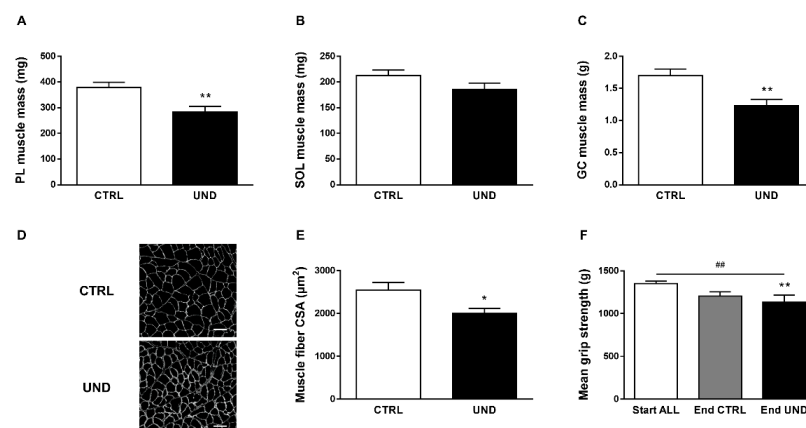 A
PL muscle mass (mg)
500
400
300
200
100
0
**
CTRL UND
B
SOL muscle mass (mg)
250
200
150
100
50
0
CTRL UND
C
GC muscle mass (g)
2.0
1.5
1.0
0.5
0.0
**
CTRL UND
D
CTRL
UND
E
Muscle fiber CSA (µm²)
3000
2000
1000
0
*
CTRL UND
F
Mean grip strength (g)
1500
1000
500
0
##
**
Start ALL End CTRL End UND